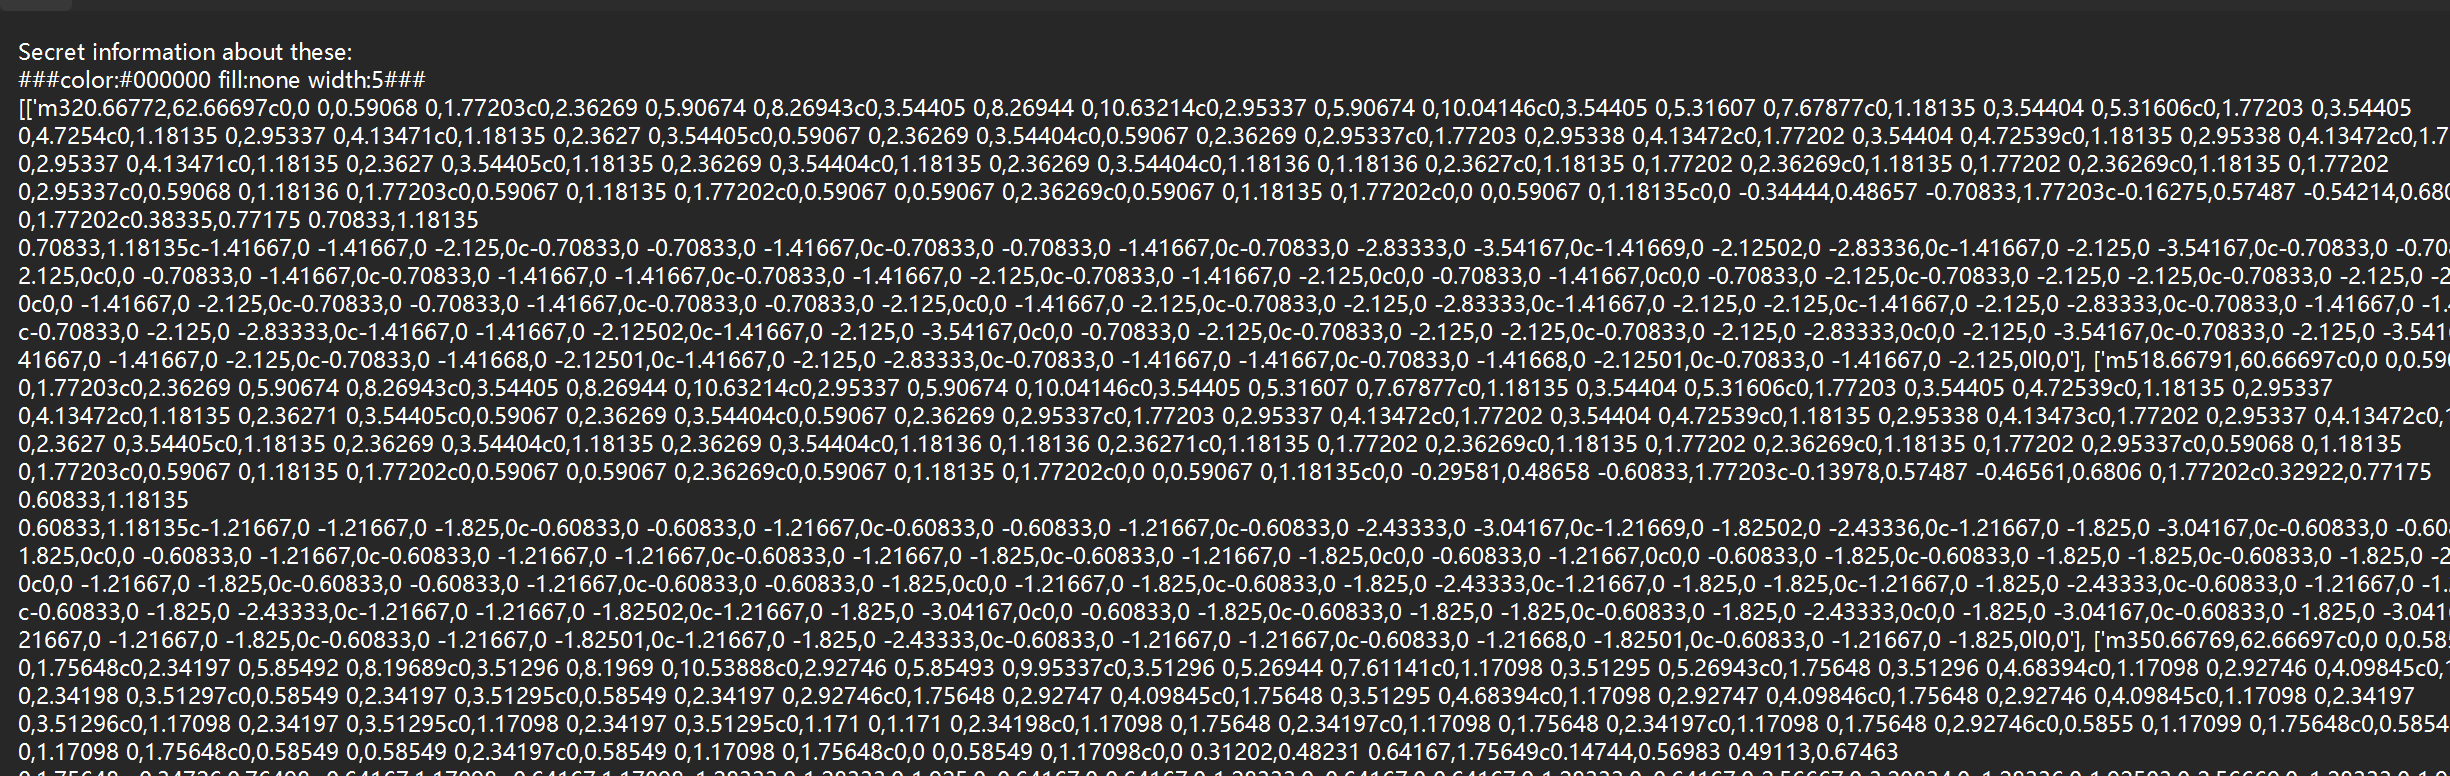 Secret information about these:
###color:#000000 fill:none width:5###
[['m320.66772,62.66697c0,0 0,0.59068 0,1.77203c0,2.36269 0,5.90674 0,8.26943c0,3.54405 0,8.26944 0,10.63214c0,2.95337 0,5.90674 0,10.04146c0,3.54405 0,5.31607 0,7.67877c0,1.18135 0,3.54404 0,5.31606c0,1.77203 0,3.54405
0,4.7254c0,1.18135 0,2.95337 0,4.13471c0,1.18135 0,2.3627 0,3.54405c0,0.59067 0,2.36269 0,3.54404c0,0.59067 0,2.36269 0,2.95337c0,1.77203 0,2.95338 0,4.13472c0,1.77202 0,3.54404 0,4.72539c0,1.18135 0,2.95338 0,4.13472c0,1.7
0,2.95337 0,4.13471c0,1.18135 0,2.3627 0,3.54405c0,1.18135 0,2.36269 0,3.54404c0,1.18135 0,2.36269 0,3.54404c0,1.18136 0,1.18136 0,2.3627c0,1.18135 0,1.77202 0,2.36269c0,1.18135 0,1.77202 0,2.36269c0,1.18135 0,1.77202
0,2.95337c0,0.59068 0,1.18136 0,1.77203c0,0.59067 0,1.18135 0,1.77202c0,0.59067 0,0.59067 0,2.36269c0,0.59067 0,1.18135 0,1.77202c0,0 0,0.59067 0,1.18135c0,0 -0.34444,0.48657 -0.70833,1.77203c-0.16275,0.57487 -0.54214,0.680
0,1.77202c0.38335,0.77175 0.70833,1.18135
0.70833,1.18135c-1.41667,0 -1.41667,0 -2.125,0c-0.70833,0 -0.70833,0 -1.41667,0c-0.70833,0 -0.70833,0 -1.41667,0c-0.70833,0 -2.83333,0 -3.54167,0c-1.41669,0 -2.12502,0 -2.83336,0c-1.41667,0 -2.125,0 -3.54167,0c-0.70833,0 -0.70
2.125,0c0,0 -0.70833,0 -1.41667,0c-0.70833,0 -1.41667,0 -1.41667,0c-0.70833,0 -1.41667,0 -2.125,0c-0.70833,0 -1.41667,0 -2.125,0c0,0 -0.70833,0 -1.41667,0c0,0 -0.70833,0 -2.125,0c-0.70833,0 -2.125,0 -2.125,0c-0.70833,0 -2.125,0 -2
0c0,0 -1.41667,0 -2.125,0c-0.70833,0 -0.70833,0 -1.41667,0c-0.70833,0 -0.70833,0 -2.125,0c0,0 -1.41667,0 -2.125,0c-0.70833,0 -2.125,0 -2.83333,0c-1.41667,0 -2.125,0 -2.125,0c-1.41667,0 -2.125,0 -2.83333,0c-0.70833,0 -1.41667,0 -1.4
c-0.70833,0 -2.125,0 -2.83333,0c-1.41667,0 -1.41667,0 -2.12502,0c-1.41667,0 -2.125,0 -3.54167,0c0,0 -0.70833,0 -2.125,0c-0.70833,0 -2.125,0 -2.125,0c-0.70833,0 -2.125,0 -2.83333,0c0,0 -2.125,0 -3.54167,0c-0.70833,0 -2.125,0 -3.541
41667,0 -1.41667,0 -2.125,0c-0.70833,0 -1.41668,0 -2.12501,0c-1.41667,0 -2.125,0 -2.83333,0c-0.70833,0 -1.41667,0 -1.41667,0c-0.70833,0 -1.41668,0 -2.12501,0c-0.70833,0 -1.41667,0 -2.125,0l0,0'], ['m518.66791,60.66697c0,0 0,0.590
0,1.77203c0,2.36269 0,5.90674 0,8.26943c0,3.54405 0,8.26944 0,10.63214c0,2.95337 0,5.90674 0,10.04146c0,3.54405 0,5.31607 0,7.67877c0,1.18135 0,3.54404 0,5.31606c0,1.77203 0,3.54405 0,4.72539c0,1.18135 0,2.95337
0,4.13472c0,1.18135 0,2.36271 0,3.54405c0,0.59067 0,2.36269 0,3.54404c0,0.59067 0,2.36269 0,2.95337c0,1.77203 0,2.95337 0,4.13472c0,1.77202 0,3.54404 0,4.72539c0,1.18135 0,2.95338 0,4.13473c0,1.77202 0,2.95337 0,4.13472c0,1
0,2.3627 0,3.54405c0,1.18135 0,2.36269 0,3.54404c0,1.18135 0,2.36269 0,3.54404c0,1.18136 0,1.18136 0,2.36271c0,1.18135 0,1.77202 0,2.36269c0,1.18135 0,1.77202 0,2.36269c0,1.18135 0,1.77202 0,2.95337c0,0.59068 0,1.18135
0,1.77203c0,0.59067 0,1.18135 0,1.77202c0,0.59067 0,0.59067 0,2.36269c0,0.59067 0,1.18135 0,1.77202c0,0 0,0.59067 0,1.18135c0,0 -0.29581,0.48658 -0.60833,1.77203c-0.13978,0.57487 -0.46561,0.6806 0,1.77202c0.32922,0.77175
0.60833,1.18135
0.60833,1.18135c-1.21667,0 -1.21667,0 -1.825,0c-0.60833,0 -0.60833,0 -1.21667,0c-0.60833,0 -0.60833,0 -1.21667,0c-0.60833,0 -2.43333,0 -3.04167,0c-1.21669,0 -1.82502,0 -2.43336,0c-1.21667,0 -1.825,0 -3.04167,0c-0.60833,0 -0.60
1.825,0c0,0 -0.60833,0 -1.21667,0c-0.60833,0 -1.21667,0 -1.21667,0c-0.60833,0 -1.21667,0 -1.825,0c-0.60833,0 -1.21667,0 -1.825,0c0,0 -0.60833,0 -1.21667,0c0,0 -0.60833,0 -1.825,0c-0.60833,0 -1.825,0 -1.825,0c-0.60833,0 -1.825,0 -2
0c0,0 -1.21667,0 -1.825,0c-0.60833,0 -0.60833,0 -1.21667,0c-0.60833,0 -0.60833,0 -1.825,0c0,0 -1.21667,0 -1.825,0c-0.60833,0 -1.825,0 -2.43333,0c-1.21667,0 -1.825,0 -1.825,0c-1.21667,0 -1.825,0 -2.43333,0c-0.60833,0 -1.21667,0 -1.2
c-0.60833,0 -1.825,0 -2.43333,0c-1.21667,0 -1.21667,0 -1.82502,0c-1.21667,0 -1.825,0 -3.04167,0c0,0 -0.60833,0 -1.825,0c-0.60833,0 -1.825,0 -1.825,0c-0.60833,0 -1.825,0 -2.43333,0c0,0 -1.825,0 -3.04167,0c-0.60833,0 -1.825,0 -3.041
21667,0 -1.21667,0 -1.825,0c-0.60833,0 -1.21667,0 -1.82501,0c-1.21667,0 -1.825,0 -2.43333,0c-0.60833,0 -1.21667,0 -1.21667,0c-0.60833,0 -1.21668,0 -1.82501,0c-0.60833,0 -1.21667,0 -1.825,0l0,0'], ['m350.66769,62.66697c0,0 0,0.585
0,1.75648c0,2.34197 0,5.85492 0,8.19689c0,3.51296 0,8.1969 0,10.53888c0,2.92746 0,5.85493 0,9.95337c0,3.51296 0,5.26944 0,7.61141c0,1.17098 0,3.51295 0,5.26943c0,1.75648 0,3.51296 0,4.68394c0,1.17098 0,2.92746 0,4.09845c0,1
0,2.34198 0,3.51297c0,0.58549 0,2.34197 0,3.51295c0,0.58549 0,2.34197 0,2.92746c0,1.75648 0,2.92747 0,4.09845c0,1.75648 0,3.51295 0,4.68394c0,1.17098 0,2.92747 0,4.09846c0,1.75648 0,2.92746 0,4.09845c0,1.17098 0,2.34197
0,3.51296c0,1.17098 0,2.34197 0,3.51295c0,1.17098 0,2.34197 0,3.51295c0,1.171 0,1.171 0,2.34198c0,1.17098 0,1.75648 0,2.34197c0,1.17098 0,1.75648 0,2.34197c0,1.17098 0,1.75648 0,2.92746c0,0.5855 0,1.17099 0,1.75648c0,0.5854
0,1.17098 0,1.75648c0,0.58549 0,0.58549 0,2.34197c0,0.58549 0,1.17098 0,1.75648c0,0 0,0.58549 0,1.17098c0,0 0.31202,0.48231 0.64167,1.75649c0.14744,0.56983 0.49113,0.67463